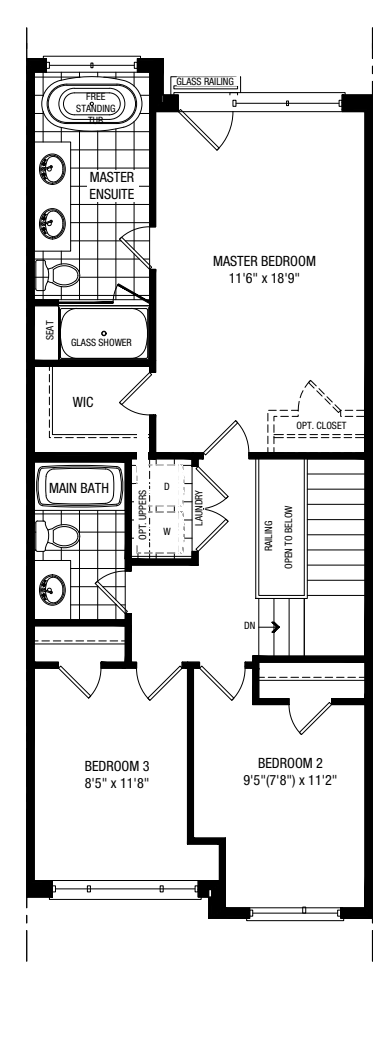 GLASS RAILING
FREE
STANDING
TUB
MASTER
ENSUITE
MASTER BEDROOM
11'6" x 18'9"
SEAT
GLASS SHOWER
WIC
OPT. CLOSET
MAIN BATH
OPT. UPPERS
D
W
LAUNDRY
RAILING
OPEN TO BELOW
DN
BEDROOM 3
8'5" x 11'8"
BEDROOM 2
9'5"(7'8") x 11'2"